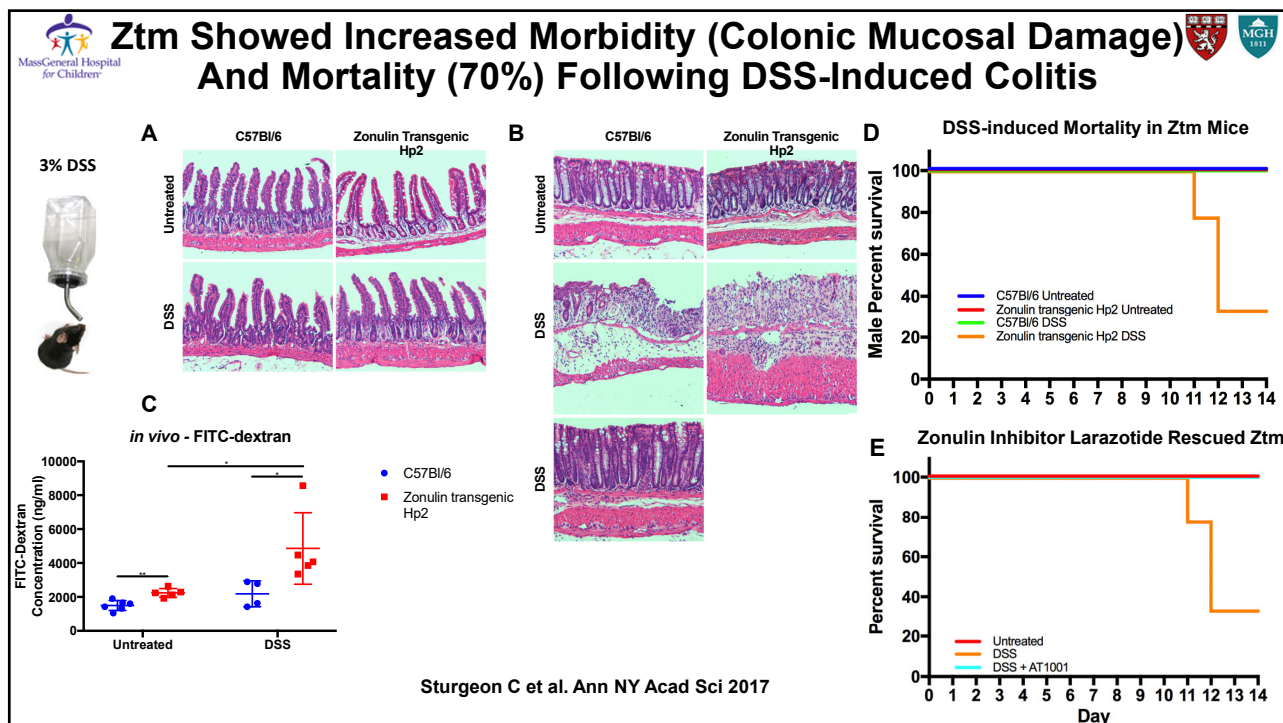 MassGeneral Hospital
for Children
Ztm Showed Increased Morbidity (Colonic Mucosal Damage)
And Mortality (70%) Following DSS-Induced Colitis
MGH
1811
3% DSS
A
C57Bl/6
Zonulin Transgenic
Hp2
Untreated
DSS
B
C57Bl/6
Zonulin Transgenic
Hp2
Untreated
DSS
DSS
C
in vivo - FITC-dextran
FITC-Dextran
Concentration (ng/ml)
10000
8000
6000
4000
2000
0
*
*
**
Untreated
DSS
C57Bl/6
Zonulin transgenic
Hp2
D
DSS-induced Mortality in Ztm Mice
Male Percent survival
100
80
60
40
20
0
C57Bl/6 Untreated
Zonulin transgenic Hp2 Untreated
C57Bl/6 DSS
Zonulin transgenic Hp2 DSS
0 1 2 3 4 5 6 7 8 9 10 11 12 13 14
E
Zonulin Inhibitor Larazotide Rescued Ztm
Percent survival
100
80
60
40
20
0
Untreated
DSS
DSS + AT1001
0 1 2 3 4 5 6 7 8 9 10 11 12 13 14
Day
Sturgeon C et al. Ann NY Acad Sci 2017